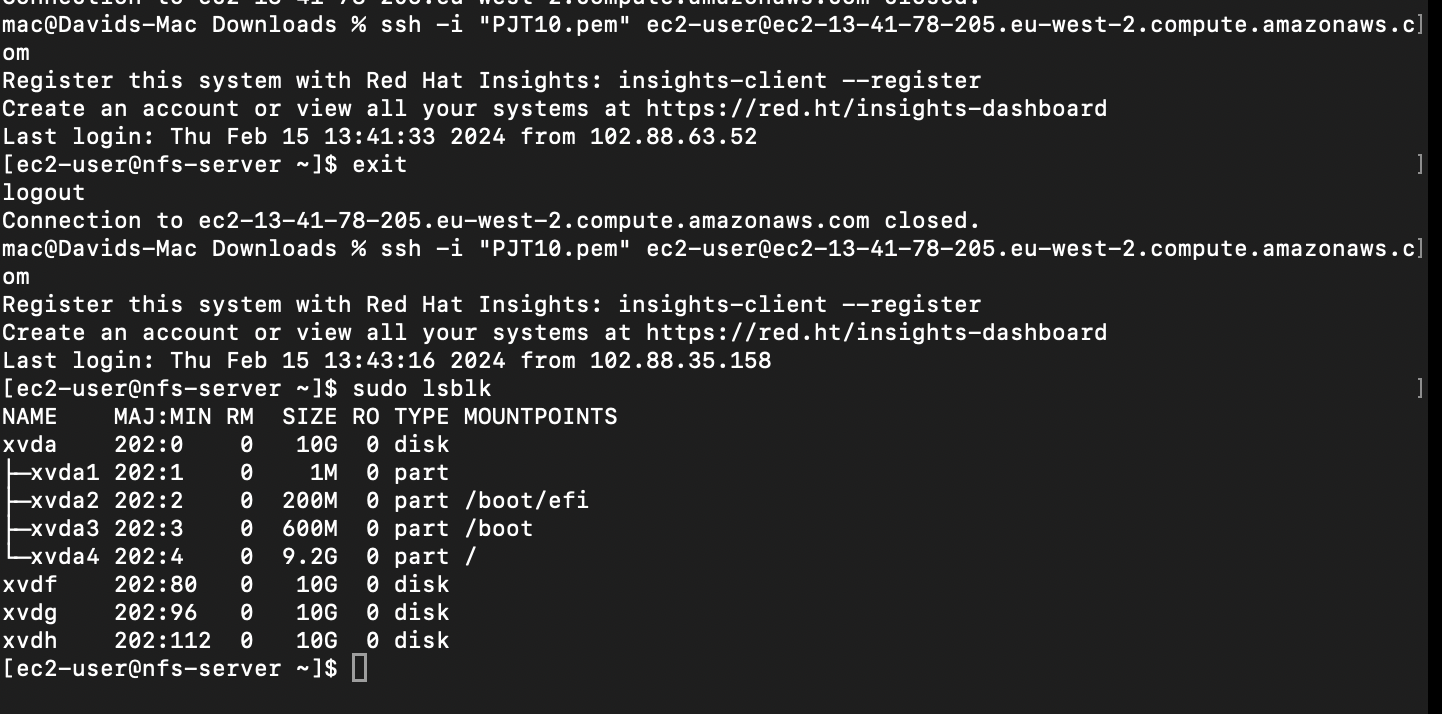 Connection to ec2-13-41-78-205.eu-west-2.compute.amazonaws.com closed.
mac@Davids-Mac Downloads % ssh -i "PJT10.pem" ec2-user@ec2-13-41-78-205.eu-west-2.compute.amazonaws.c]
om
Register this system with Red Hat Insights: insights-client --register
Create an account or view all your systems at https://red.ht/insights-dashboard
Last login: Thu Feb 15 13:41:33 2024 from 102.88.63.52
[ec2-user@nfs-server ~]$ exit ]
logout
Connection to ec2-13-41-78-205.eu-west-2.compute.amazonaws.com closed.
mac@Davids-Mac Downloads % ssh -i "PJT10.pem" ec2-user@ec2-13-41-78-205.eu-west-2.compute.amazonaws.c]
om
Register this system with Red Hat Insights: insights-client --register
Create an account or view all your systems at https://red.ht/insights-dashboard
Last login: Thu Feb 15 13:43:16 2024 from 102.88.35.158
[ec2-user@nfs-server ~]$ sudo lsblk ]
NAME    MAJ:MIN RM  SIZE RO TYPE MOUNTPOINTS
xvda    202:0    0   10G  0 disk
├─xvda1 202:1    0    1M  0 part
├─xvda2 202:2    0  200M  0 part /boot/efi
├─xvda3 202:3    0  600M  0 part /boot
└─xvda4 202:4    0  9.2G  0 part /
xvdf    202:80   0   10G  0 disk
xvdg    202:96   0   10G  0 disk
xvdh    202:112  0   10G  0 disk
[ec2-user@nfs-server ~]$